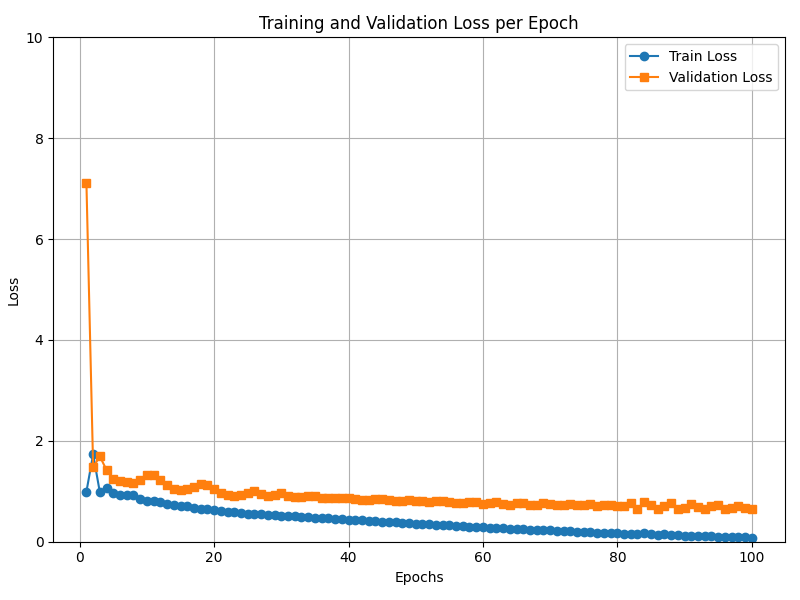 Training and Validation Loss per Epoch
10
8
6
4
2
0
Loss
Train Loss
Validation Loss
0 20 40 60 80 100
Epochs